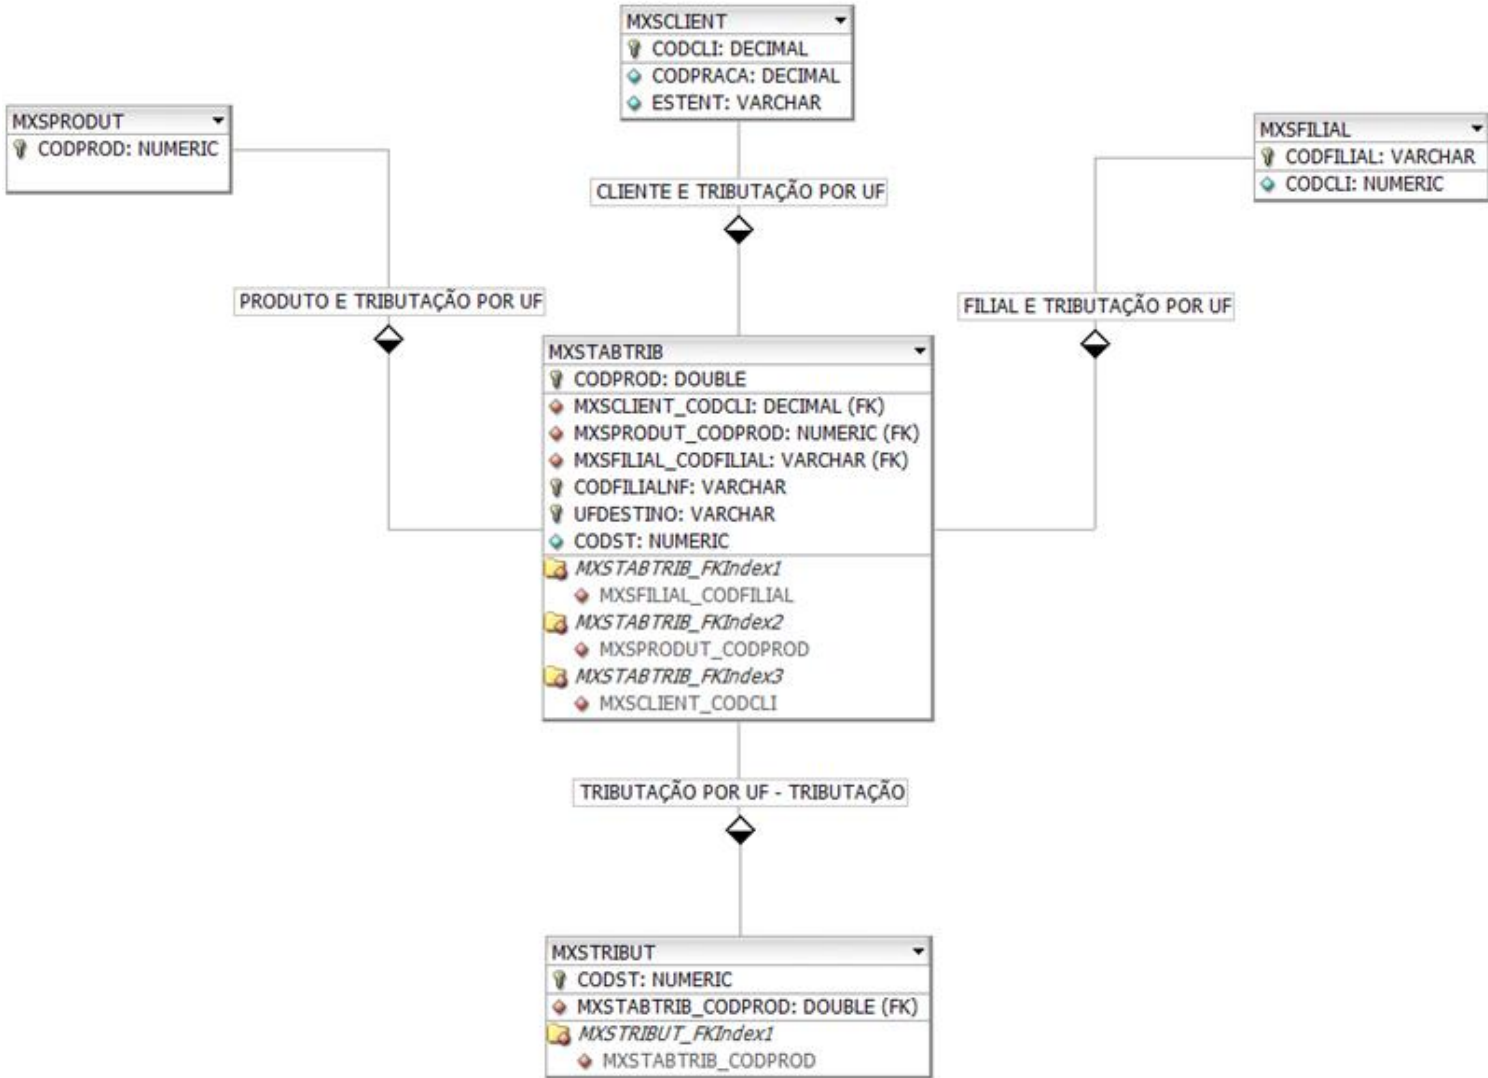 MXSCLIENT
CODCLI: DECIMAL
CODPRACA: DECIMAL
ESTENT: VARCHAR
MXSPRODUT
CODPROD: NUMERIC
MXSFILIAL
CODFILIAL: VARCHAR
CODCLI: NUMERIC
CLIENTE E TRIBUTAÇÃO POR UF
PRODUTO E TRIBUTAÇÃO POR UF
FILIAL E TRIBUTAÇÃO POR UF
MXSTABTRIB
CODPROD: DOUBLE
MXSCLIENT_CODCLI: DECIMAL (FK)
MXSPRODUT_CODPROD: NUMERIC (FK)
MXSFILIAL_CODFILIAL: VARCHAR (FK)
CODFILIALNF: VARCHAR
UFDESTINO: VARCHAR
CODST: NUMERIC
MXSTABTRIB_FKIndex1
MXSFILIAL_CODFILIAL
MXSTABTRIB_FKIndex2
MXSPRODUT_CODPROD
MXSTABTRIB_FKIndex3
MXSCLIENT_CODCLI
TRIBUTAÇÃO POR UF - TRIBUTAÇÃO
MXSTRIBUT
CODST: NUMERIC
MXSTABTRIB_CODPROD: DOUBLE (FK)
MXSTRIBUT_FKIndex1
MXSTABTRIB_CODPROD